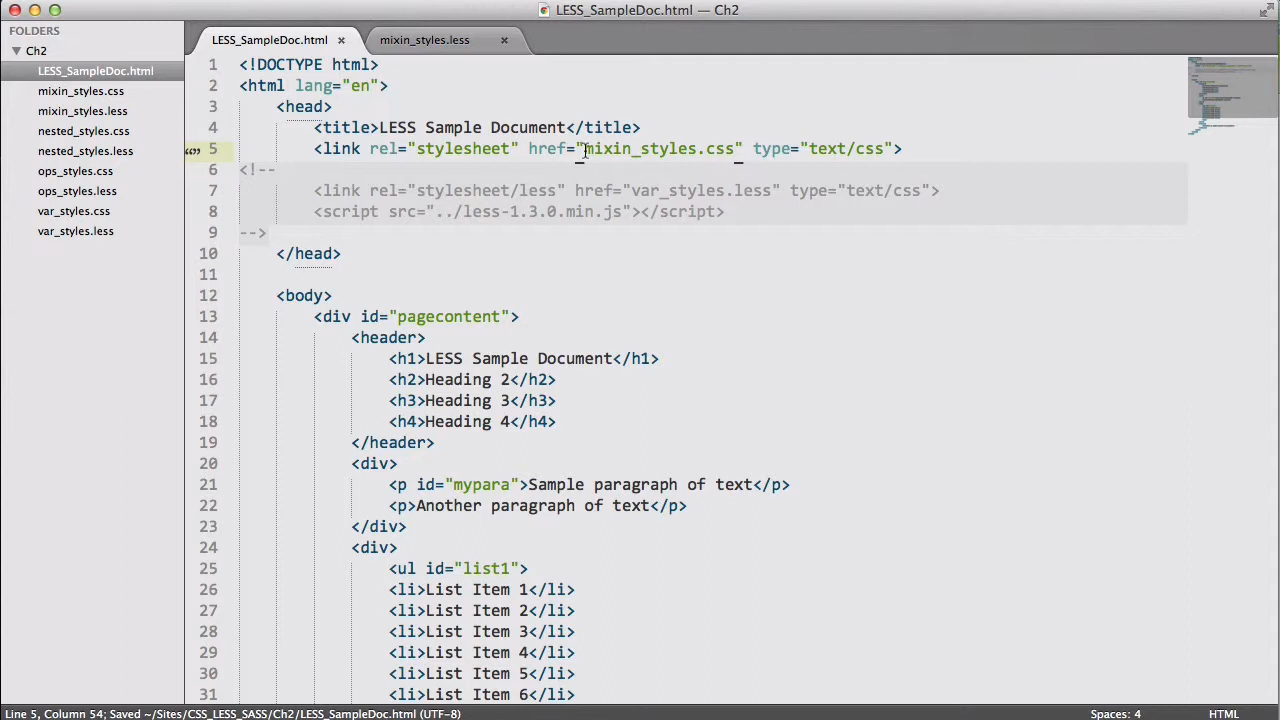 LESS_SampleDoc.html — Ch2
FOLDERS
Ch2
LESS_SampleDoc.html
mixin_styles.css
mixin_styles.less
nested_styles.css
nested_styles.less
ops_styles.css
ops_styles.less
var_styles.css
var_styles.less
LESS_SampleDoc.html × mixin_styles.less ×
1 <!DOCTYPE html>
2 <html lang="en">
3 <head>
4 <title>LESS Sample Document</title>
“” 5 <link rel="stylesheet" href="mixin_styles.css" type="text/css">
6 <!--
7 <link rel="stylesheet/less" href="var_styles.less" type="text/css">
8 <script src="../less-1.3.0.min.js"></script>
9 -->
10 </head>
11
12 <body>
13 <div id="pagecontent">
14 <header>
15 <h1>LESS Sample Document</h1>
16 <h2>Heading 2</h2>
17 <h3>Heading 3</h3>
18 <h4>Heading 4</h4>
19 </header>
20 <div>
21 <p id="mypara">Sample paragraph of text</p>
22 <p>Another paragraph of text</p>
23 </div>
24 <div>
25 <ul id="list1">
26 <li>List Item 1</li>
27 <li>List Item 2</li>
28 <li>List Item 3</li>
29 <li>List Item 4</li>
30 <li>List Item 5</li>
31 <li>List Item 6</li>
Line 5, Column 54; Saved ~/Sites/CSS_LESS_SASS/Ch2/LESS_SampleDoc.html (UTF-8) Spaces: 4 HTML